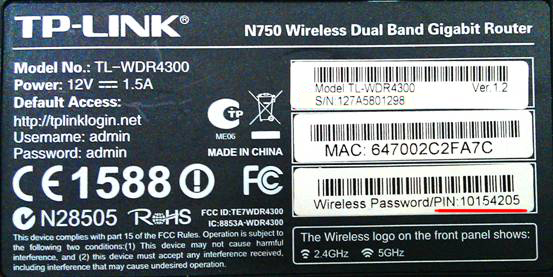 TP-LINK®
N750 Wireless Dual Band Gigabit Router
Model No.: TL-WDR4300
Power: 12V ⎓ 1.5A
Default Access:
http://tplinklogin.net
Username: admin
Password: admin
TP
ME06
MADE IN CHINA
CE1588
FC
N28505
RoHS
FCC ID:TE7WDR4300
IC:8853A-WDR4300
This device complies with part 15 of the FCC Rules. Operation is subject to
the following two conditions:(1) This device may not cause harmful
interference, and (2) this device must accept any interference received,
including interference that may cause undesired operation.
Model TL-WDR4300 Ver:1.2
S/N 127A5801298
MAC: 647002C2FA7C
Wireless Password/PIN:10154205
The Wireless logo on the front panel shows:
2.4GHz 5GHz